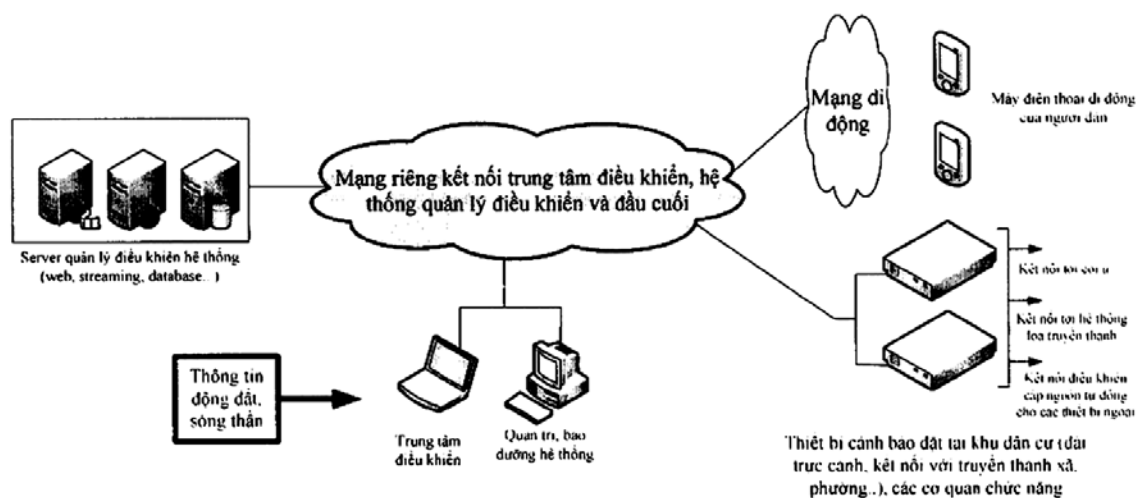 Mạng di
động
Máy điện thoại di động
của người dân
Mạng riêng kết nối trung tâm điều khiển, hệ
thống quản lý điều khiển và đầu cuối
Server quản lý điều khiển hệ thống
(web, streaming, database...)
Kết nối tới còi ú
Kết nối tới hệ thống
loa truyền thanh
Kết nối điều khiển
cấp nguồn tự động
cho các thiết bị ngoại
Thông tin
động đất,
sóng thần
Trung tâm
điều khiển
Quản trị, bảo
dưỡng hệ thống
Thiết bị cảnh báo đặt tại khu dân cư (đài
trực canh, kết nối với truyền thanh xã,
phường..), các cơ quan chức năng